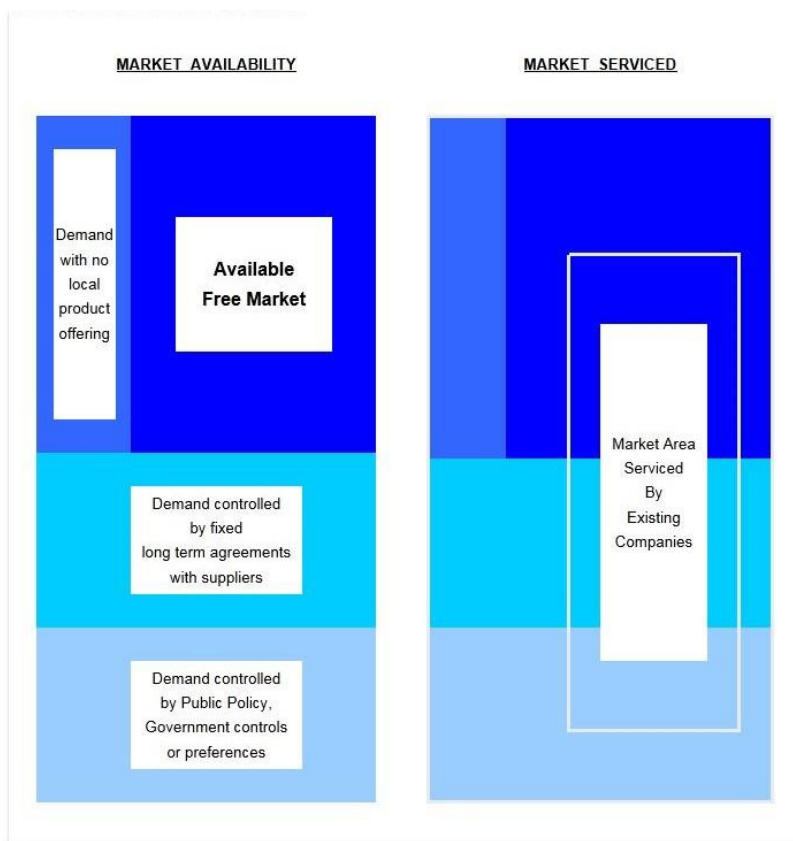 MARKET AVAILABILITY
MARKET SERVICED
Demand
with no
local
product
offering
Available
Free Market
Demand controlled
by fixed
long term agreements
with suppliers
Demand controlled
by Public Policy,
Government controls
or preferences
Market Area
Serviced
By
Existing
Companies